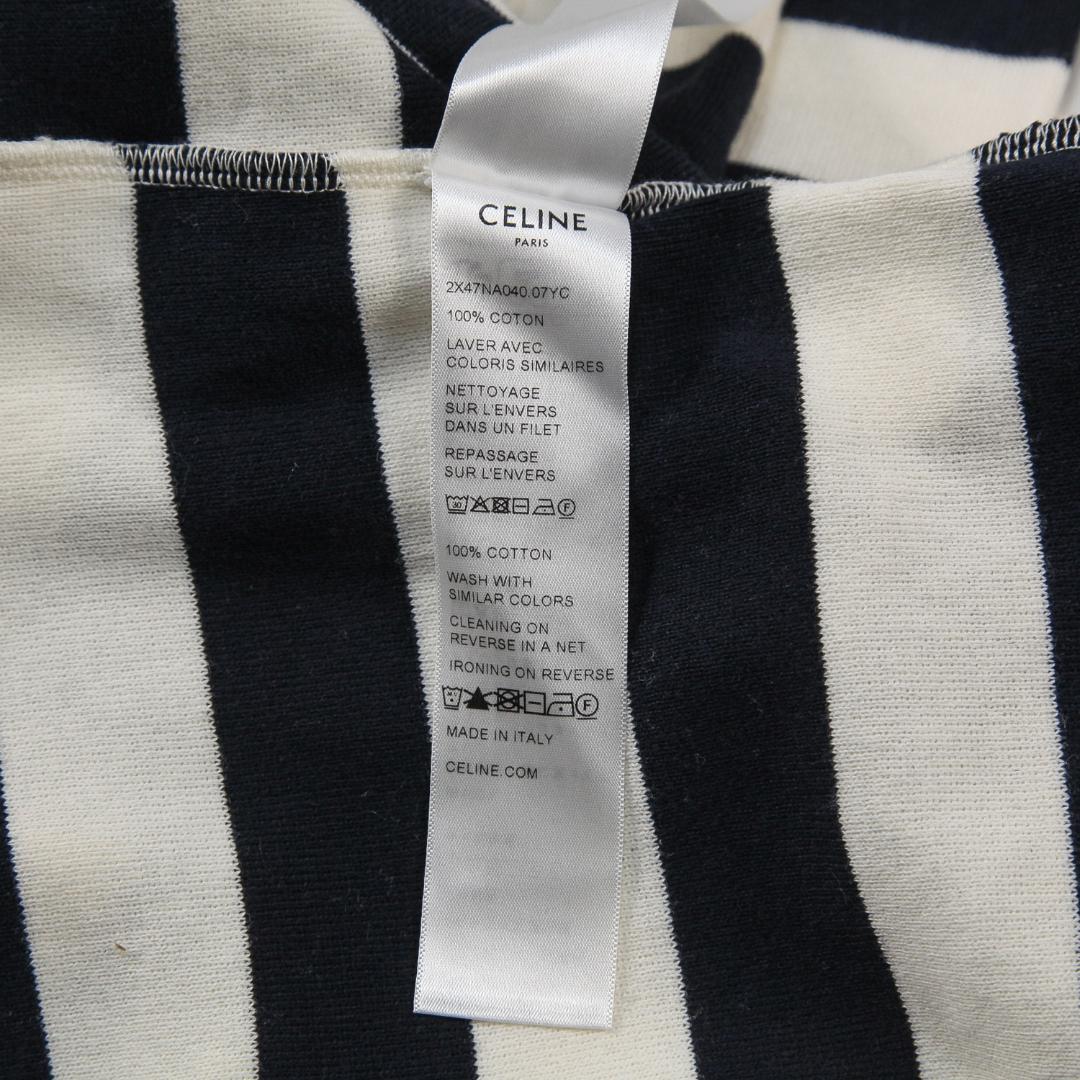 CELINE
PARIS
2X47NA040.07YC
100% COTON
LAVER AVEC
COLORIS SIMILAIRES
NETTOYAGE
SUR L'ENVERS
DANS UN FILET
REPASSAGE
SUR L'ENVERS
30 F
100% COTTON
WASH WITH
SIMILAR COLORS
CLEANING ON
REVERSE IN A NET
IRONING ON REVERSE
F
MADE IN ITALY
CELINE.COM